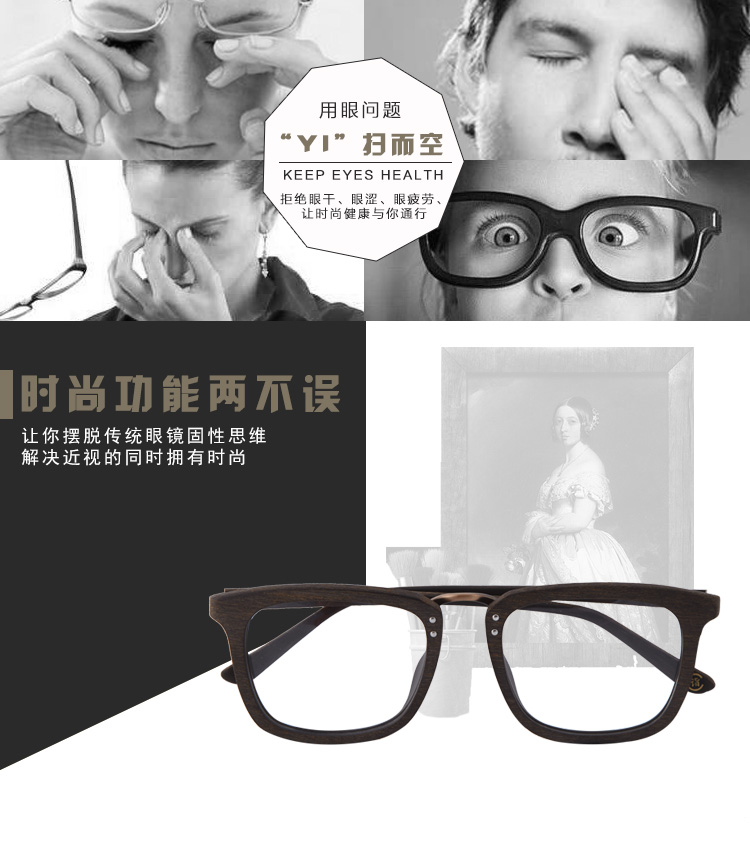 用眼问题
“YI”扫而空
KEEP EYES HEALTH
拒绝眼干、眼涩、眼疲劳、
让时尚健康与你通行
时尚功能两不误
让你摆脱传统眼镜固性思维
解决近视的同时拥有时尚